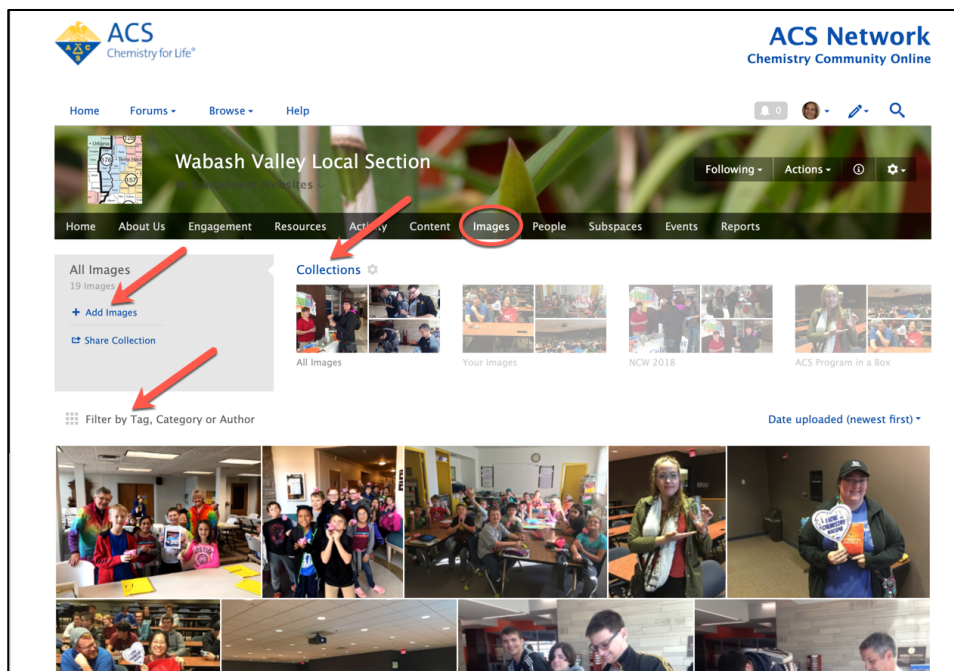 ACS
Chemistry for Life®
A C S
ACS Network
Chemistry Community Online
Home Forums Browse Help
0
Wabash Valley Local Section
Following Actions
Home About Us Engagement Resources Activity Content Images People Subspaces Events Reports
All Images
19 Images
+ Add Images
Share Collection
Collections
All Images
Your Images
NCW 2018
ACS Program in a Box
Filter by Tag, Category or Author
Date uploaded (newest first)